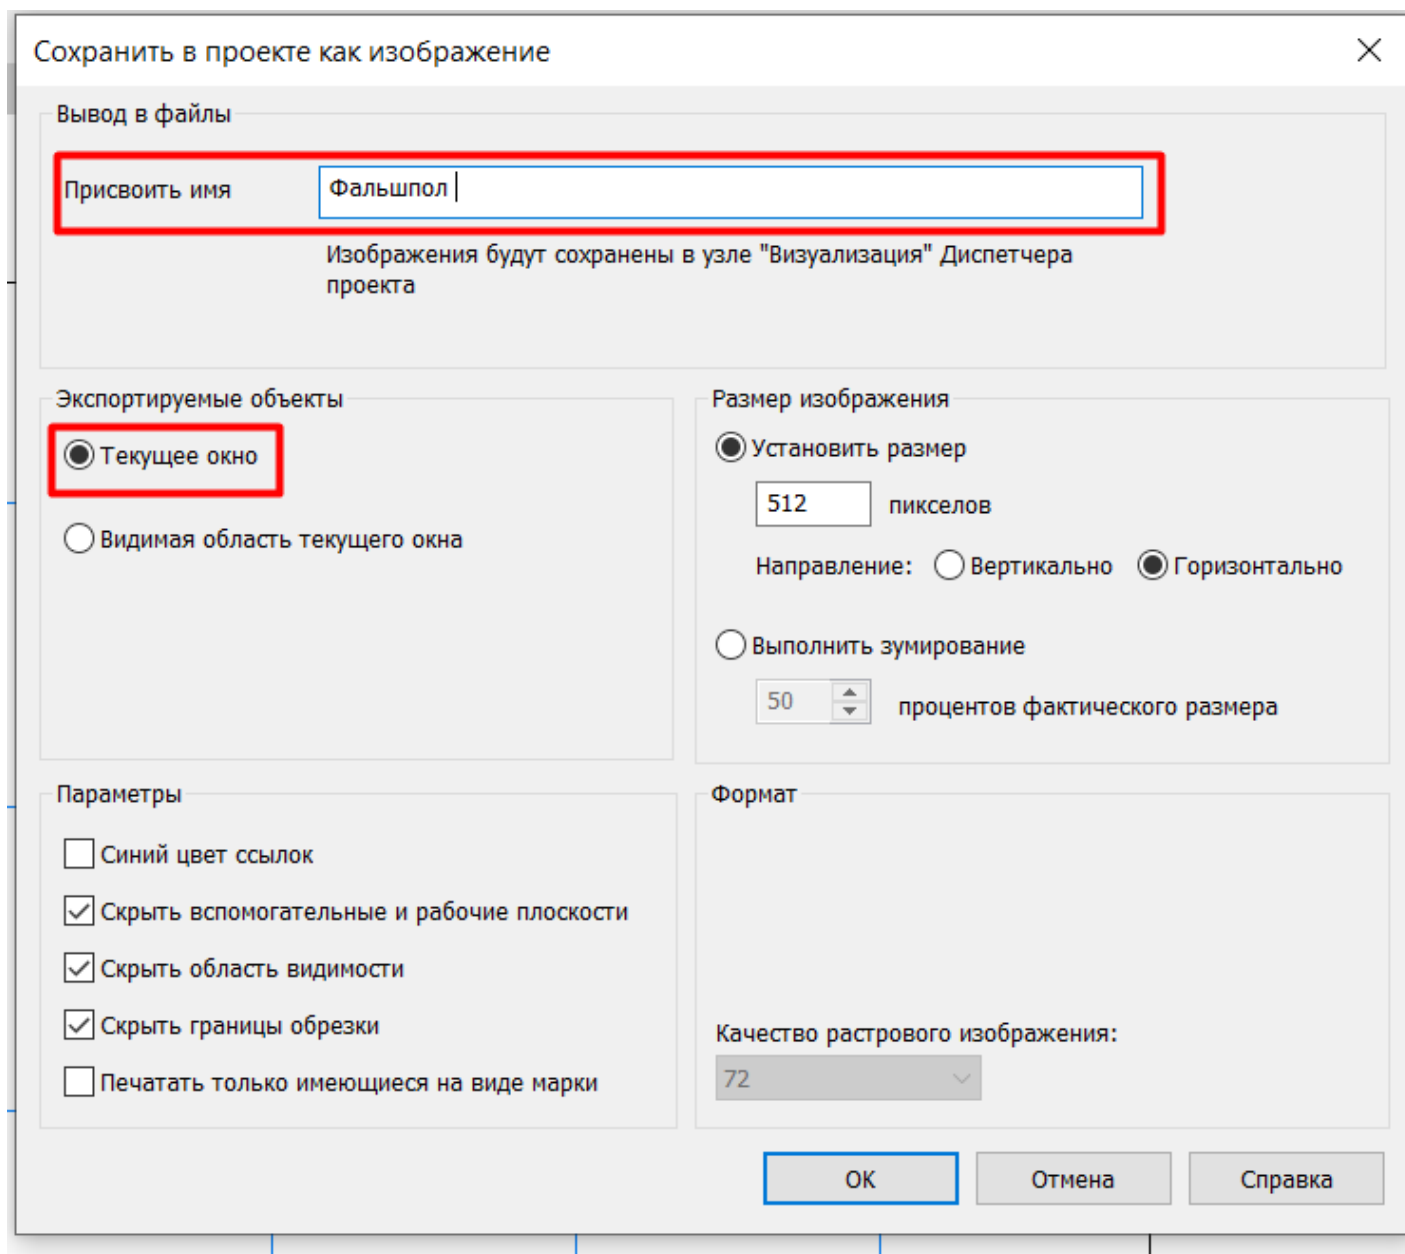 Сохранить в проекте как изображение
Вывод в файлы
Присвоить имя
Фальшпол
Изображения будут сохранены в узле "Визуализация" Диспетчера
проекта
Экспортируемые объекты
Текущее окно
Видимая область текущего окна
Размер изображения
Установить размер
512 пикселов
Направление: Вертикально Горизонтально
Выполнить зумирование
50 процентов фактического размера
Параметры
Синий цвет ссылок
Скрыть вспомогательные и рабочие плоскости
Скрыть область видимости
Скрыть границы обрезки
Печатать только имеющиеся на виде марки
Формат
Качество растрового изображения:
72
OK Отмена Справка